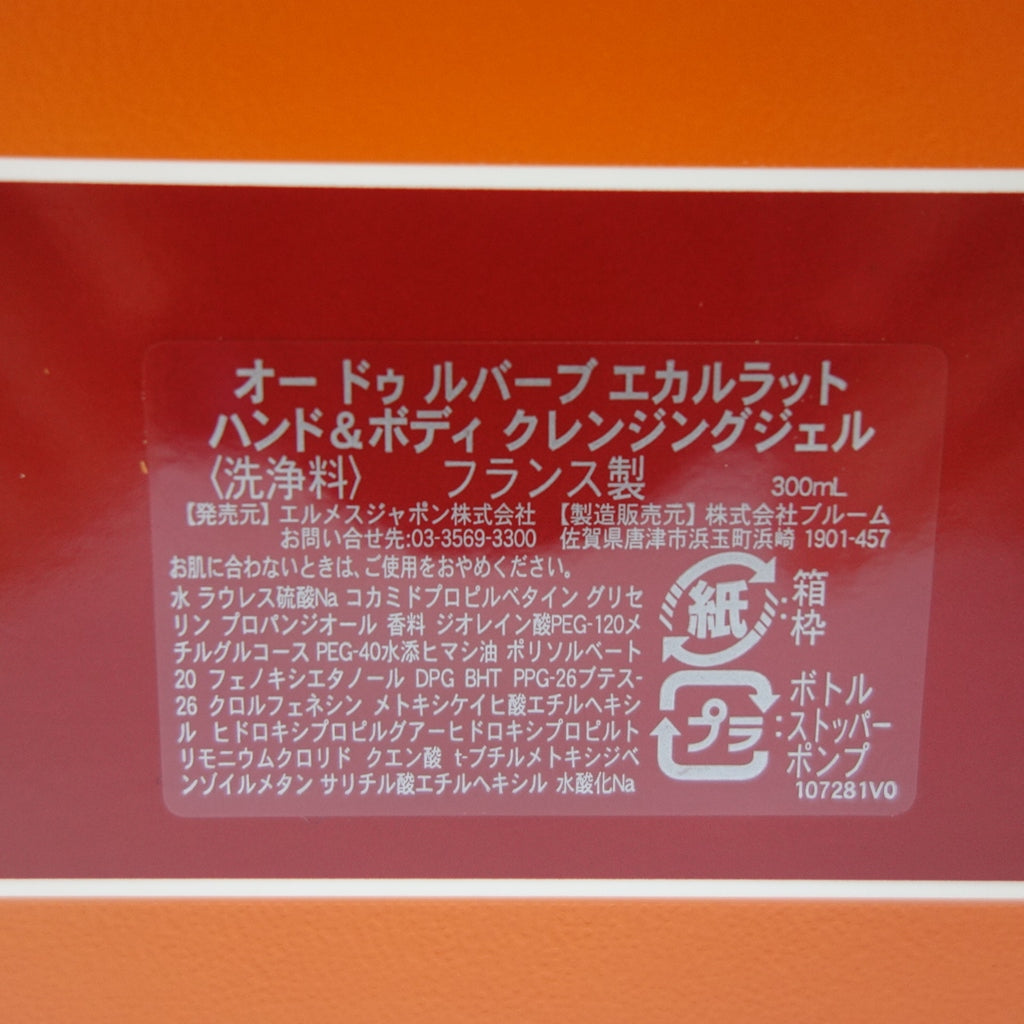 オー ドゥ ルバーブ エカルラット
ハンド＆ボディ クレンジングジェル
〈洗浄料〉 フランス製 300mL
【発売元】エルメスジャポン株式会社 【製造販売元】株式会社ブルーム
お問い合せ先:03-3569-3300 佐賀県唐津市浜玉町浜崎 1901-457
お肌に合わないときは、ご使用をおやめください。
水 ラウレス硫酸Na コカミドプロピルベタイン グリセ
リン プロパンジオール 香料 ジオレイン酸PEG-120メ
チルグルコース PEG-40水添ヒマシ油 ポリソルベート
20 フェノキシエタノール DPG BHT PPG-26ブテス-
26 クロルフェネシン メトキシケイヒ酸エチルヘキシ
ル ヒドロキシプロピルグアーヒドロキシプロピルト
リモニウムクロリド クエン酸 t-ブチルメトキシジベ
ンゾイルメタン サリチル酸エチルヘキシル 水酸化Na
紙:箱
枠
プラ:ボトル
ストッパー
ポンプ
107281V0